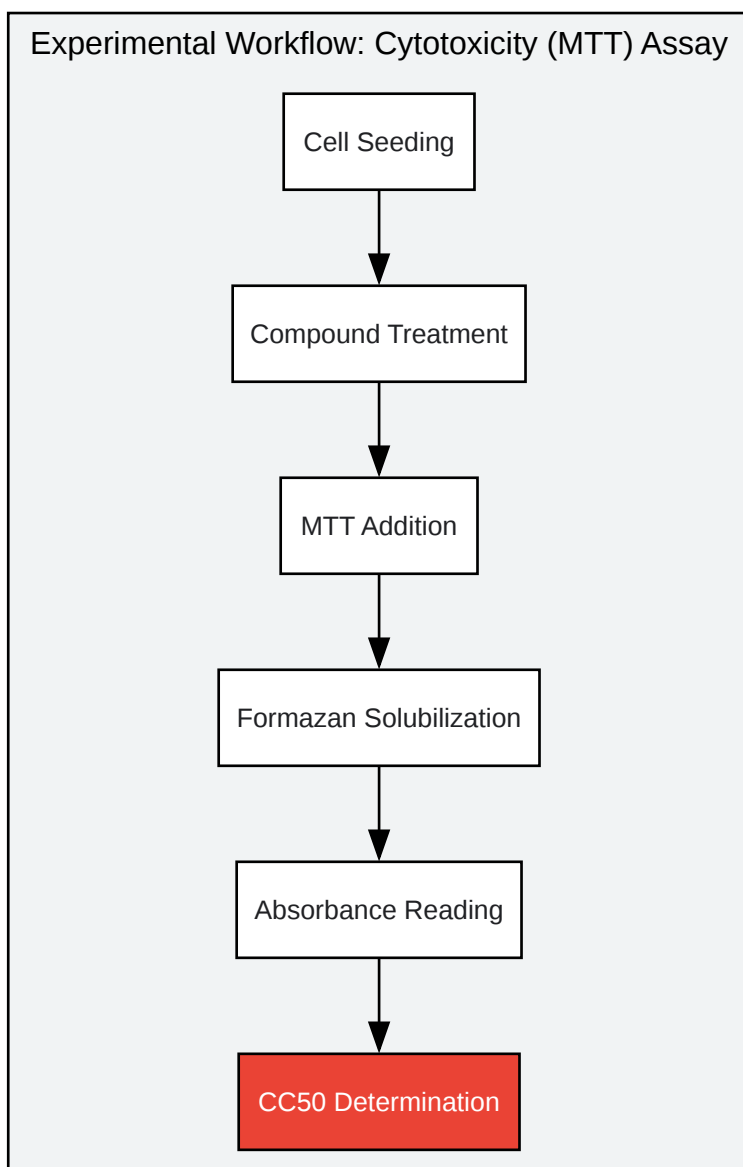 Experimental Workflow: Cytotoxicity (MTT) Assay
Cell Seeding
Compound Treatment
MTT Addition
Formazan Solubilization
Absorbance Reading
CC50 Determination